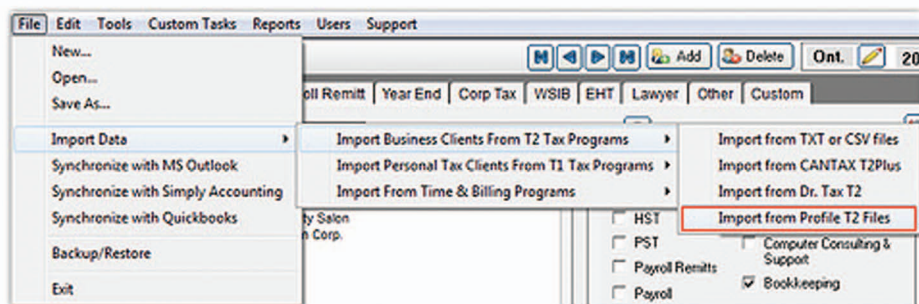 File Edit Tools Custom Tasks Reports Users Support
New...
Open...
Save As...
Import Data
Synchronize with MS Outlook
Synchronize with Simply Accounting
Synchronize with Quickbooks
Backup/Restore
Exit
Add Delete Ont. 20
oll Remitt Year End Corp Tax WSIB EHT Lawyer Other Custom
Import Business Clients From T2 Tax Programs
Import Personal Tax Clients From T1 Tax Programs
Import From Time & Billing Programs
Import from TXT or CSV files
Import from CANTAX T2Plus
Import from Dr. Tax T2
Import from Profile T2 Files
ty Salon
n Corp.
HST
PST
Payroll Remitts
Payroll
Computer Consulting &
Support
Bookkeeping